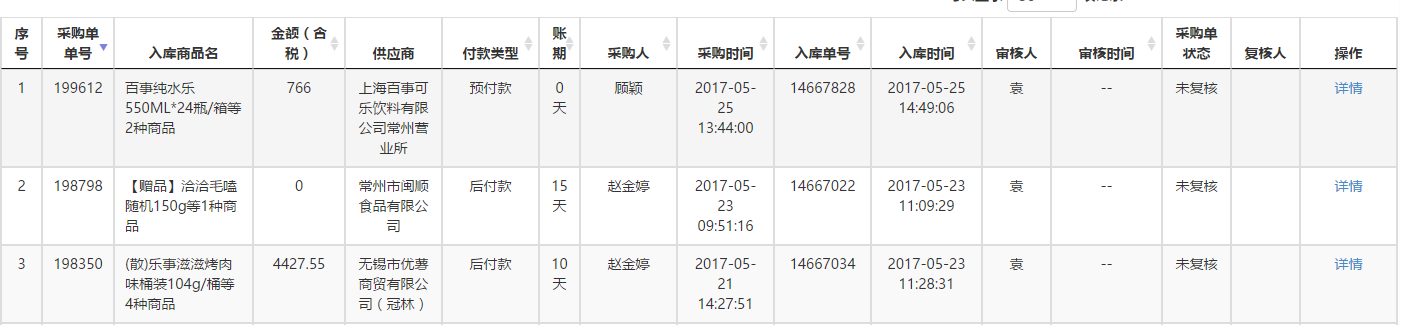 序号
采购单单号
入库商品名
金额（含税）
供应商
付款类型
账期
采购人
采购时间
入库单号
入库时间
审核人
审核时间
采购单状态
复核人
操作
1
199612
百事纯水乐
550ML*24瓶/箱等
2种商品
766
上海百事可
乐饮料有限
公司常州营
业所
预付款
0
天
顾颖
2017-05-
25
13:44:00
14667828
2017-05-25
14:49:06
袁
--
未复核
详情
2
198798
【赠品】洽洽毛嗑
随机150g等1种商
品
0
常州市闽顺
食品有限公
司
后付款
15
天
赵金婷
2017-05-
23
09:51:16
14667022
2017-05-23
11:09:29
袁
--
未复核
详情
3
198350
(散)乐事滋滋烤肉
味桶装104g/桶等
4种商品
4427.55
无锡市优薯
商贸有限公
司（冠林）
后付款
10
天
赵金婷
2017-05-
21
14:27:51
14667034
2017-05-23
11:28:31
袁
--
未复核
详情